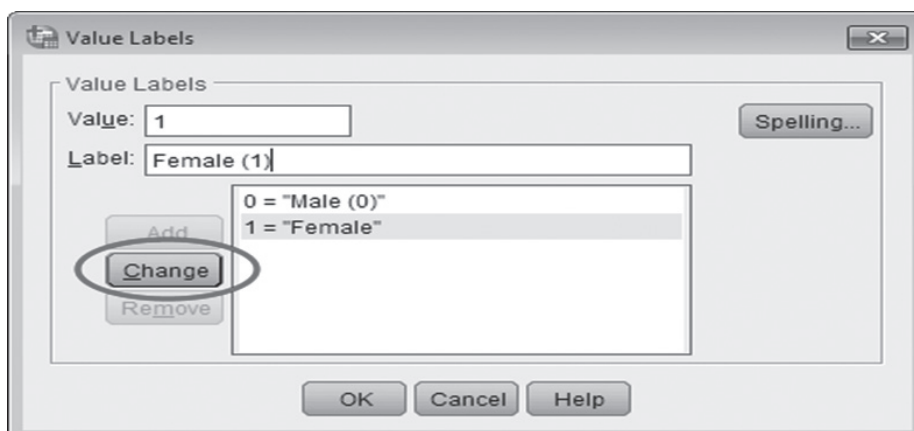 Value Labels
Value Labels
Value: 1
Spelling...
Label: Female (1)
0 = "Male (0)"
1 = "Female"
Add
Change
Remove
OK Cancel Help